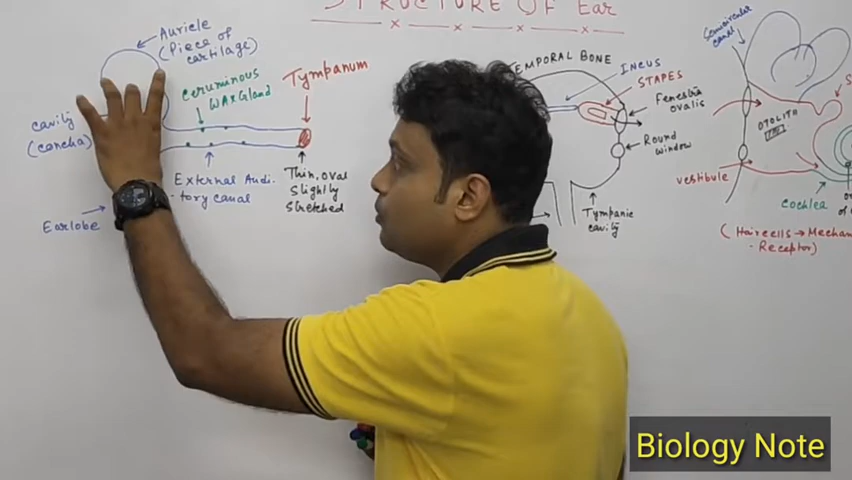 STRUCTURE OF Ear
Auricle
(Piece of
cartilage)
ceruminous
WAX Gland
Tympanum
cavity
(concha)
External Audi-
tory canal
Thin, oval
slightly
stretched
Earlobe
TEMPORAL BONE
INCUS
STAPES
Fenestra
ovalis
Round
window
Tympanic
cavity
Semicircular
canal
OTOLITH
vestibule
cochlea
(Haircells → Mechan
Receptor)
Biology Note